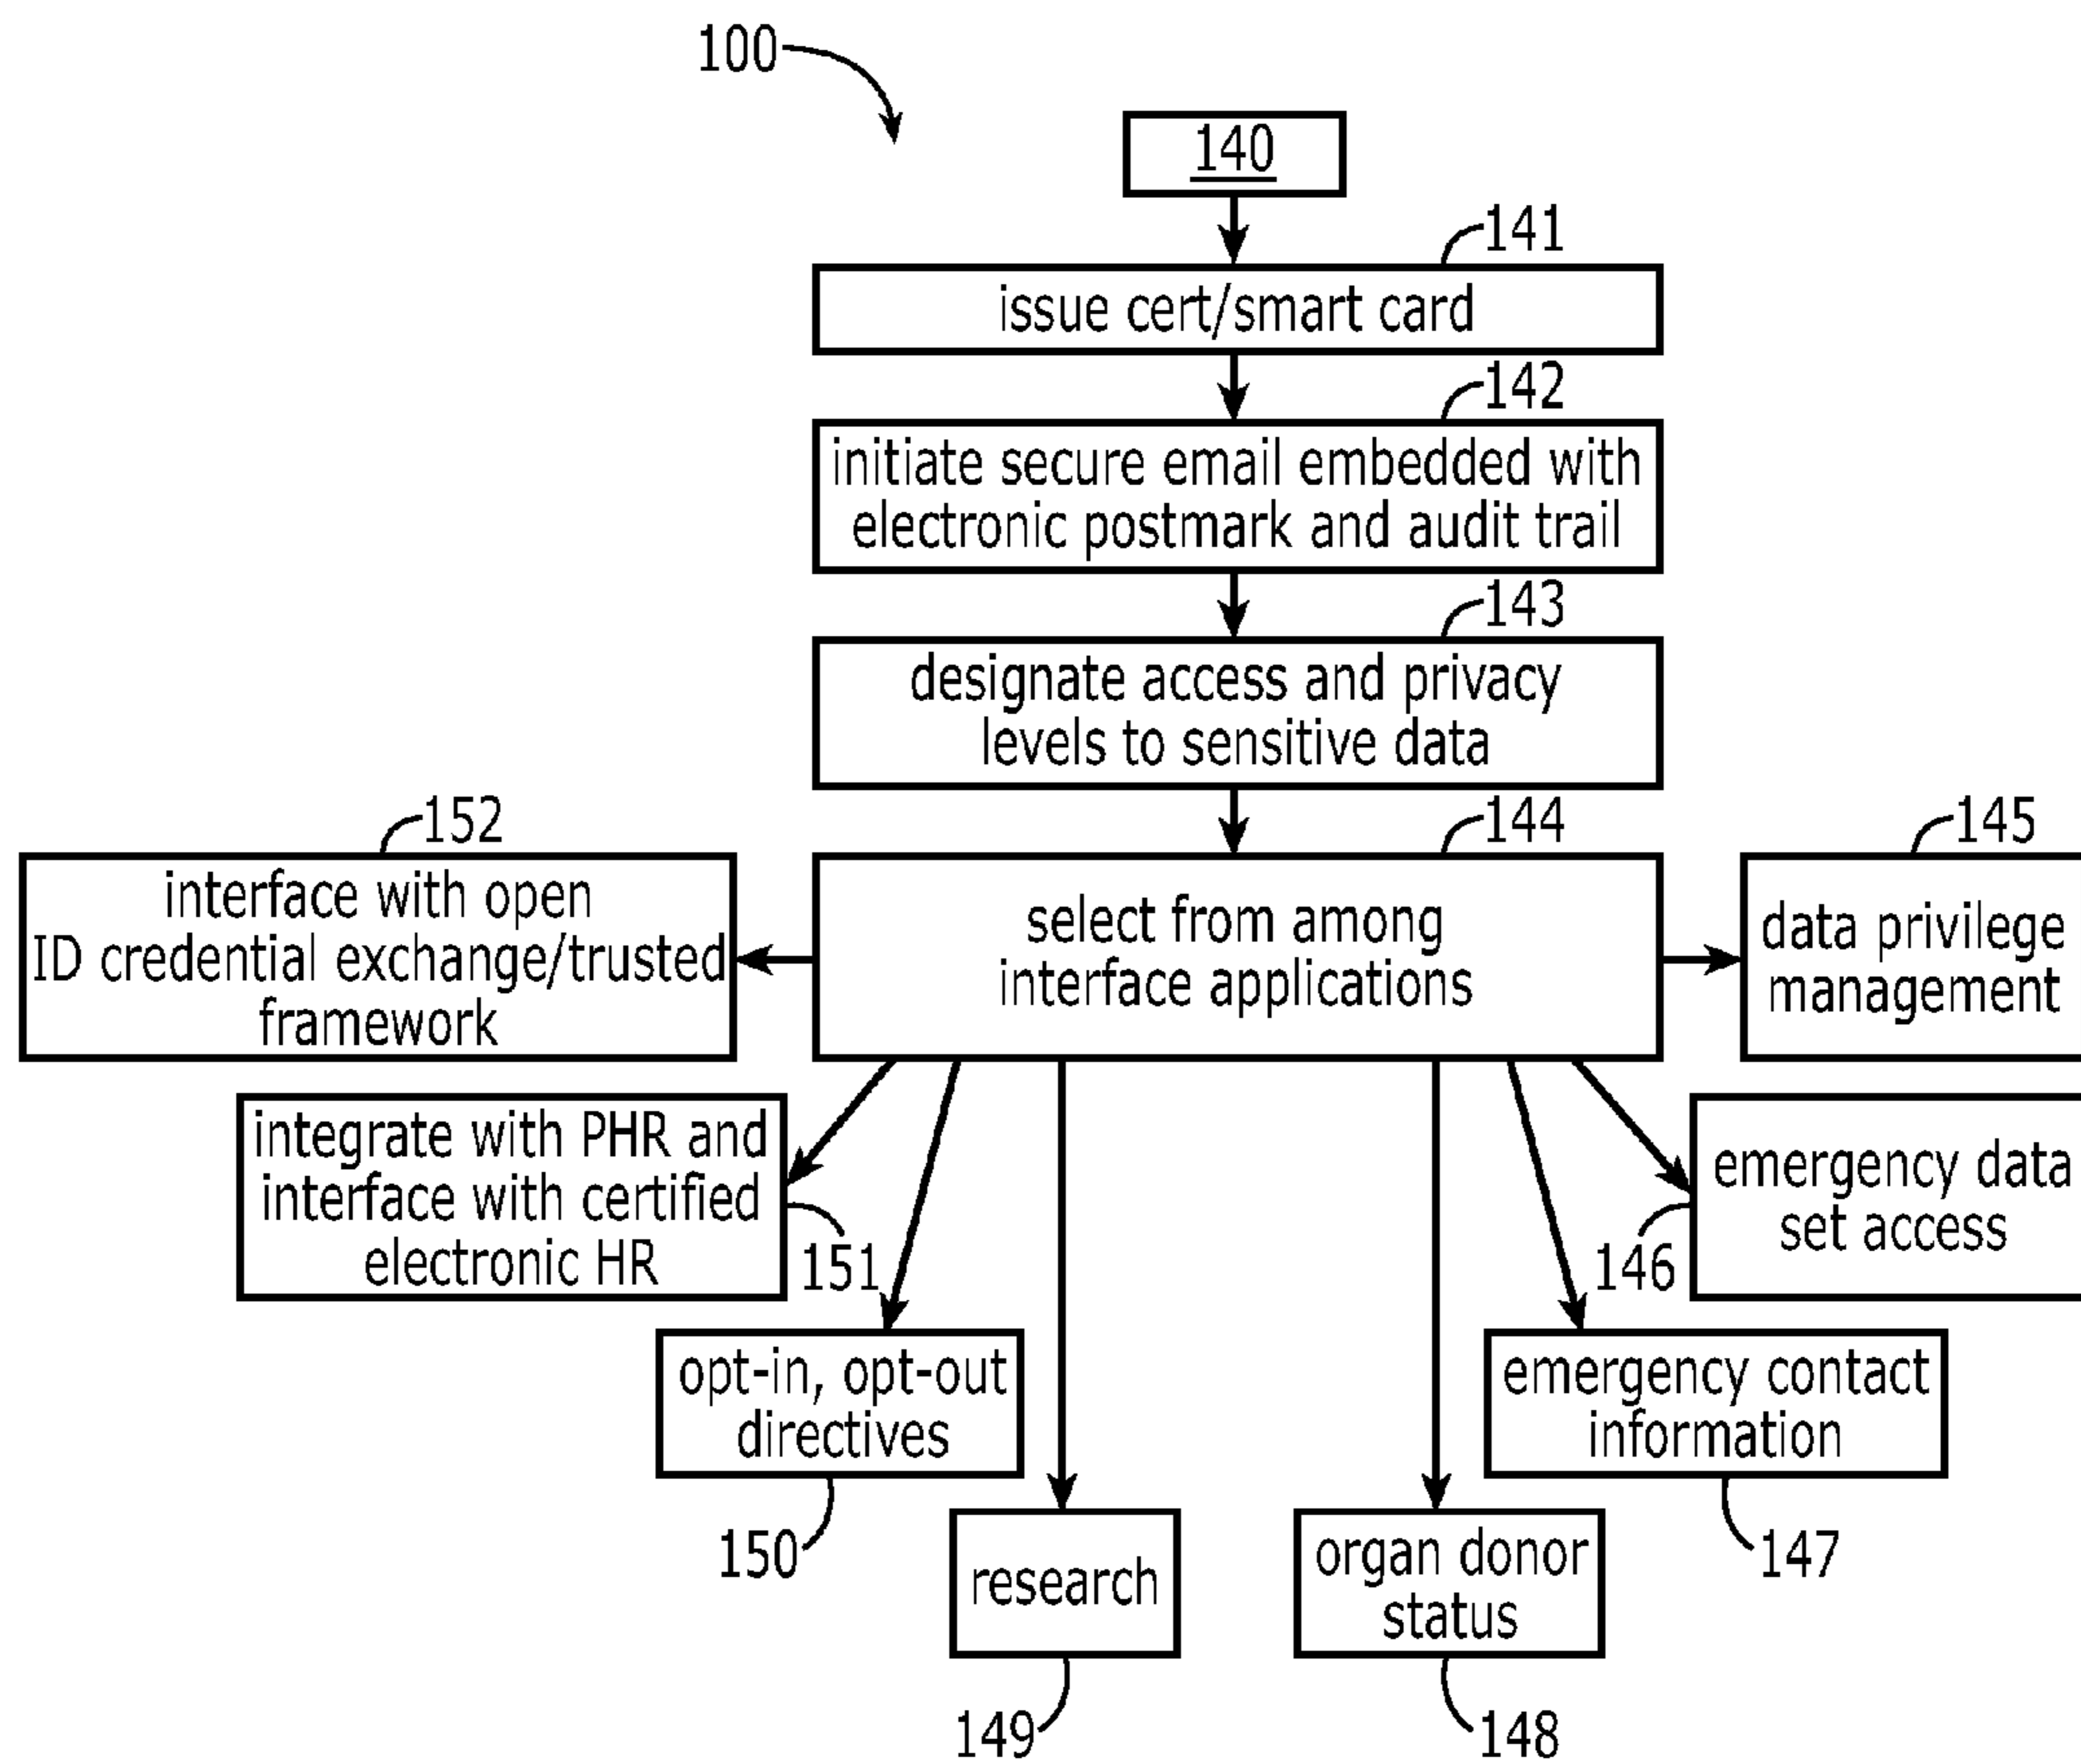 100
140
141
issue cert/smart card
142
initiate secure email embedded with
electronic postmark and audit trail
143
designate access and privacy
levels to sensitive data
152
144
145
interface with open
ID credential exchange/trusted
framework
select from among
interface applications
data privilege
management
integrate with PHR and
interface with certified
electronic HR
151
146
emergency data
set access
opt-in, opt-out
directives
150
emergency contact
information
147
research
149
organ donor
status
148